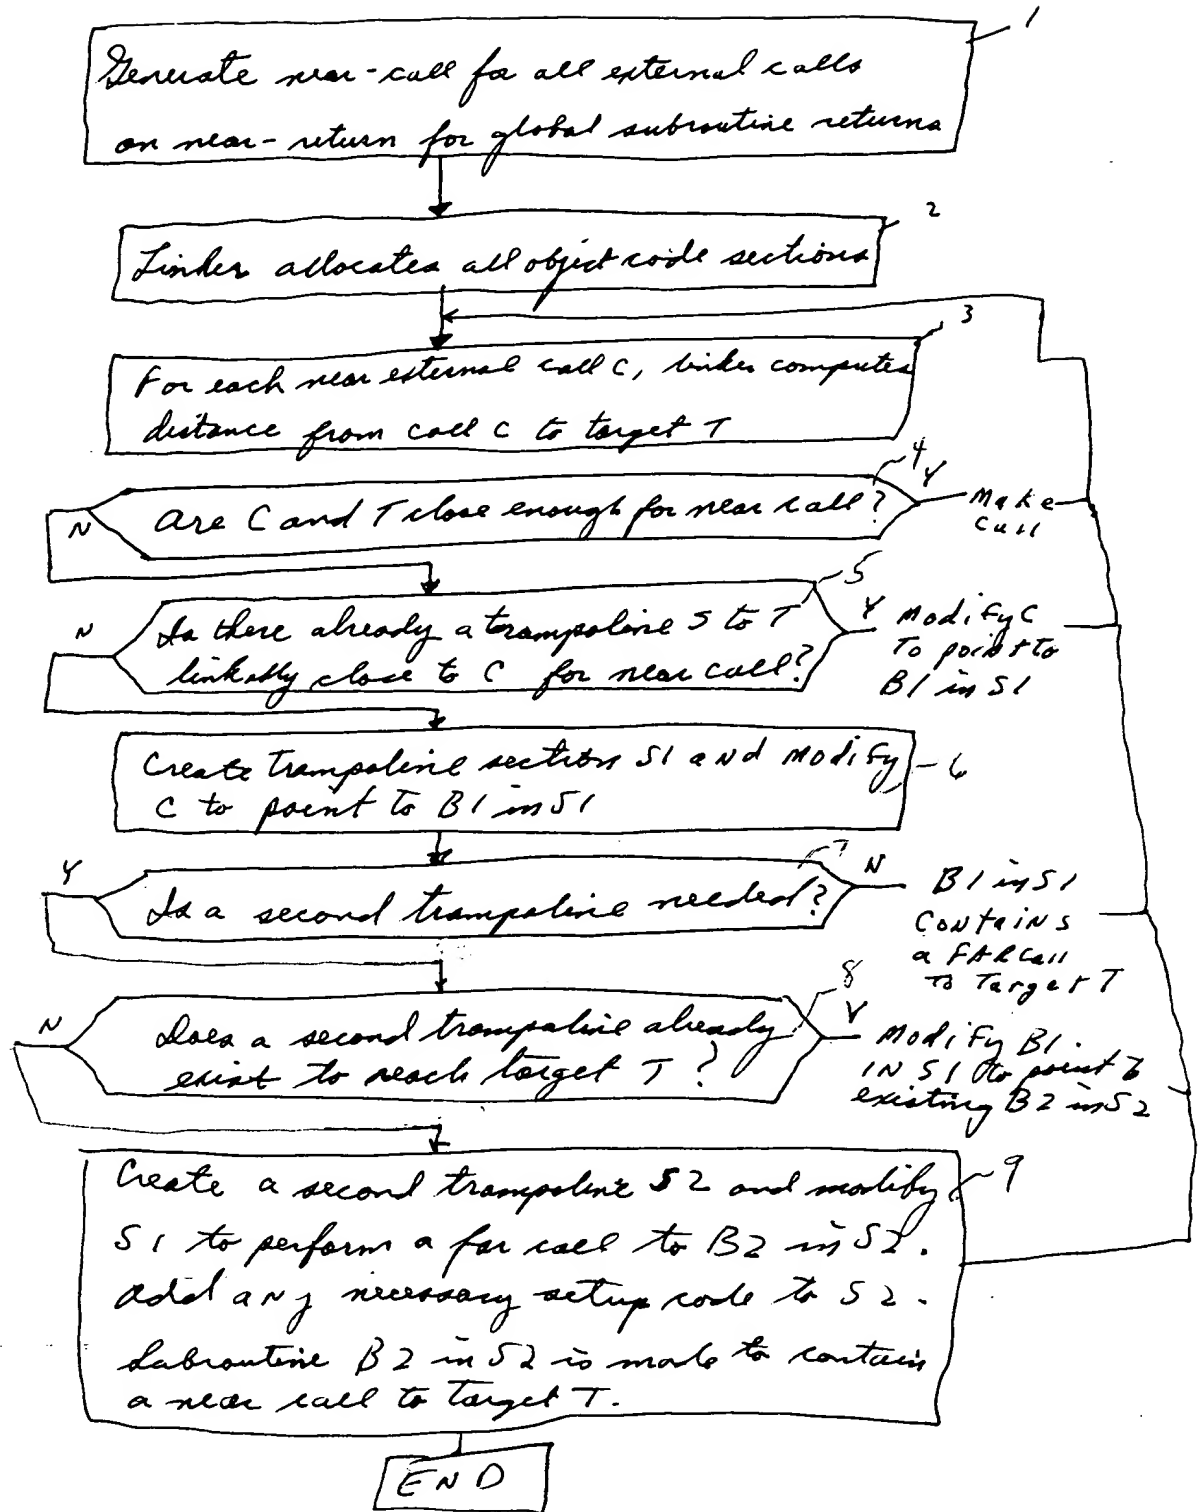 1
Generate near-call for all external calls
or near-return for global subroutine returns
2
Linker allocates all object code sections
3
For each near external call C, linker computes
distance from call C to target T
4
Are C and T close enough for near call?
Y
Make
Call
N
5
Is there already a trampoline S to T
linkably close to C for near call?
Y
Modify C
to point to
B1 in S1
N
Create trampoline section S1 and modify
C to point to B1 in S1
6
7
Is a second trampoline needed?
Y
N
B1 in S1
contains
a FAR Call
to Target T
8
Does a second trampoline already
exist to reach target T?
N
Y
Modify B1
in S1 to point to
existing B2 in S2
9
Create a second trampoline S2 and modify
S1 to perform a far call to B2 in S2.
Add any necessary setup code to S2.
Subroutine B2 in S2 is made to contain
a near call to target T.
END